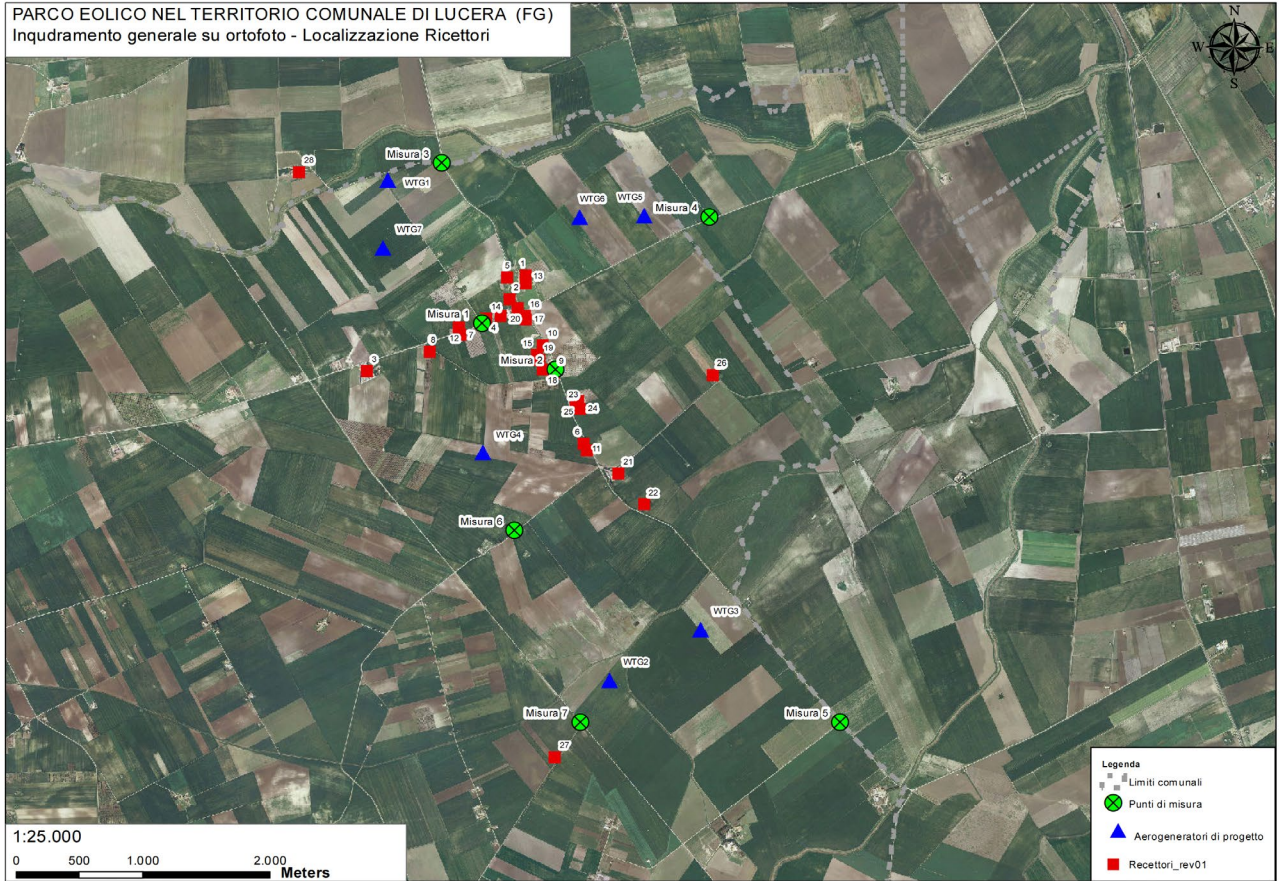 PARCO EOLICO NEL TERRITORIO COMUNALE DI LUCERA (FG)
Inqudramento generale su ortofoto - Localizzazione Ricettori
N
W
E
S
28
Misura 3
WTG1
WTG7
WTG6
WTG5
Misura 4
5
1
13
2
14
16
Misura 1
4
20
17
12
7
8
3
15
10
19
Misura 2
9
18
26
23
25
24
6
11
WTG4
21
22
Misura 6
WTG3
WTG2
Misura 7
Misura 5
27
1:25.000
0 500 1.000 2.000
Meters
Legenda
Limiti comunali
Punti di misura
Aerogeneratori di progetto
Recettori_rev01